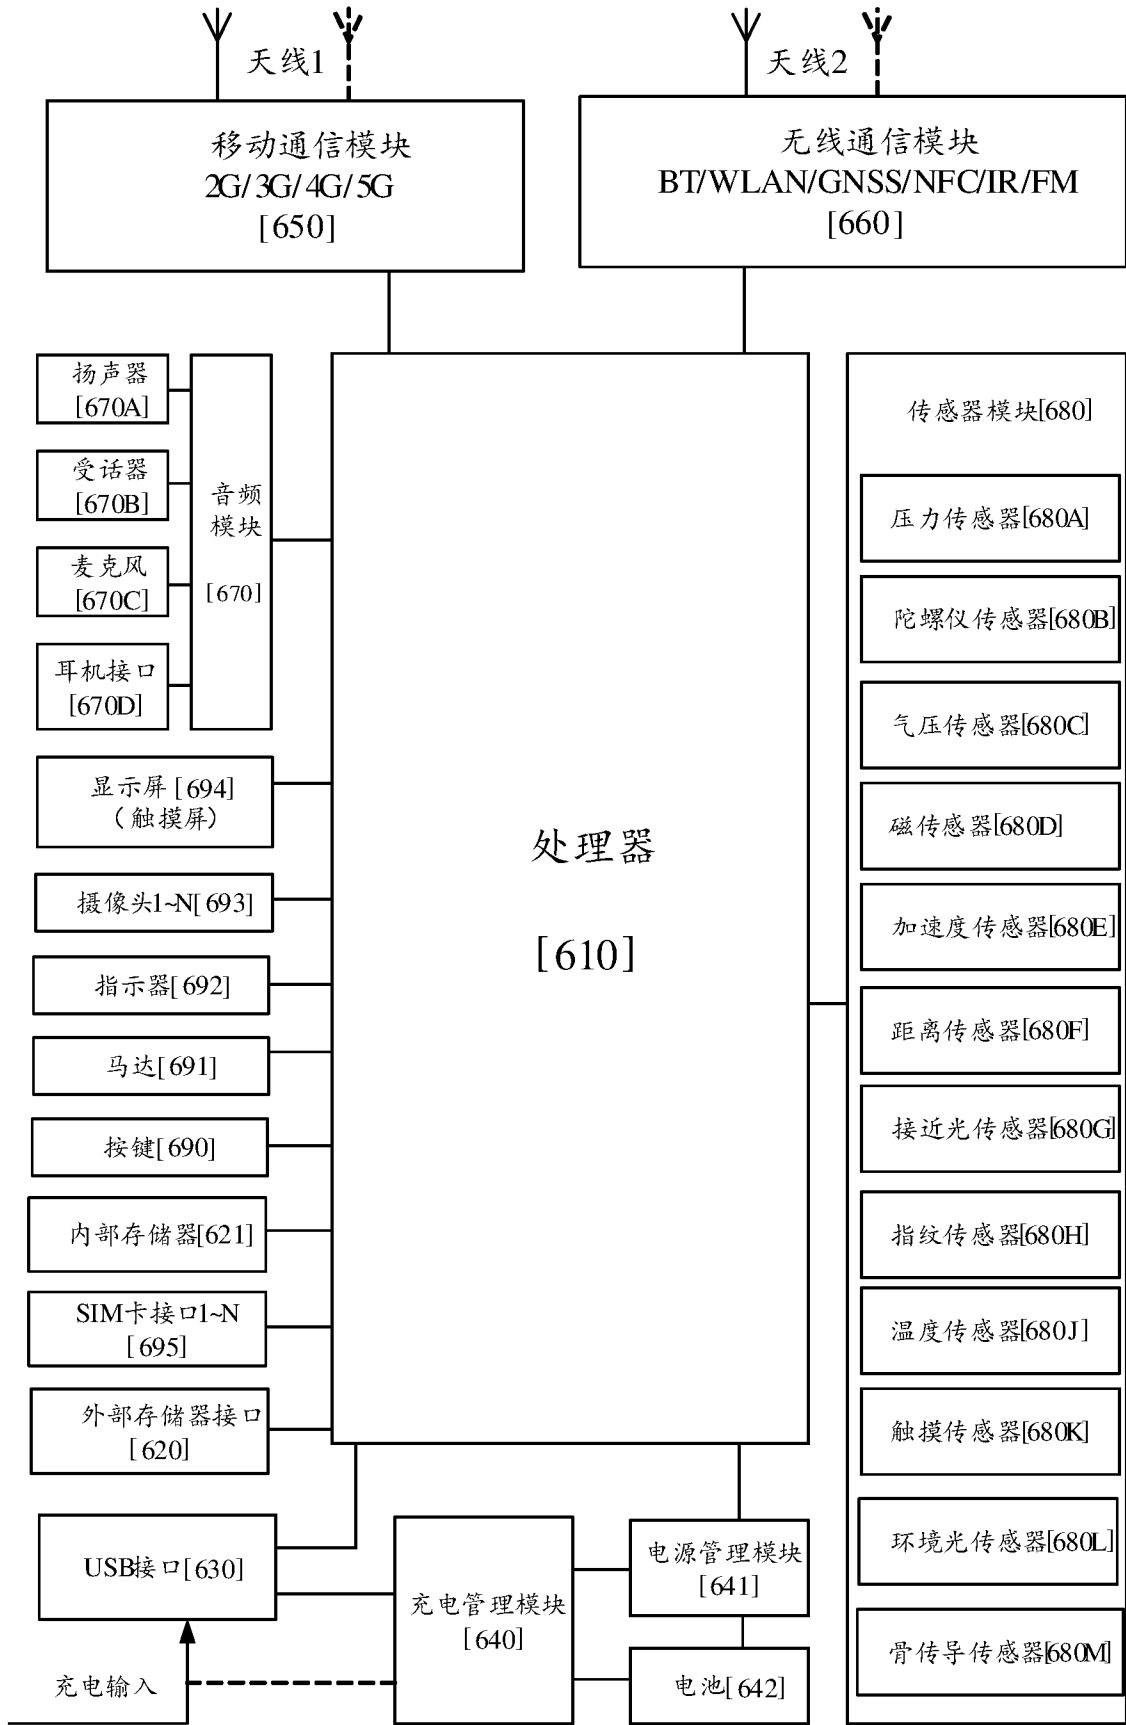 天线1
天线2
移动通信模块
2G/3G/4G/5G
[650]
无线通信模块
BT/WLAN/GNSS/NFC/IR/FM
[660]
扬声器
[670A]
受话器
[670B]
麦克风
[670C]
耳机接口
[670D]
音频
模块
[670]
显示屏[694]
（触摸屏）
摄像头1~N[693]
指示器[692]
马达[691]
按键[690]
内部存储器[621]
SIM卡接口1~N
[695]
外部存储器接口
[620]
处理器
[610]
传感器模块[680]
压力传感器[680A]
陀螺仪传感器[680B]
气压传感器[680C]
磁传感器[680D]
加速度传感器[680E]
距离传感器[680F]
接近光传感器[680G]
指纹传感器[680H]
温度传感器[680J]
触摸传感器[680K]
环境光传感器[680L]
骨传导传感器[680M]
USB接口[630]
充电输入
充电管理模块
[640]
电源管理模块
[641]
电池[642]